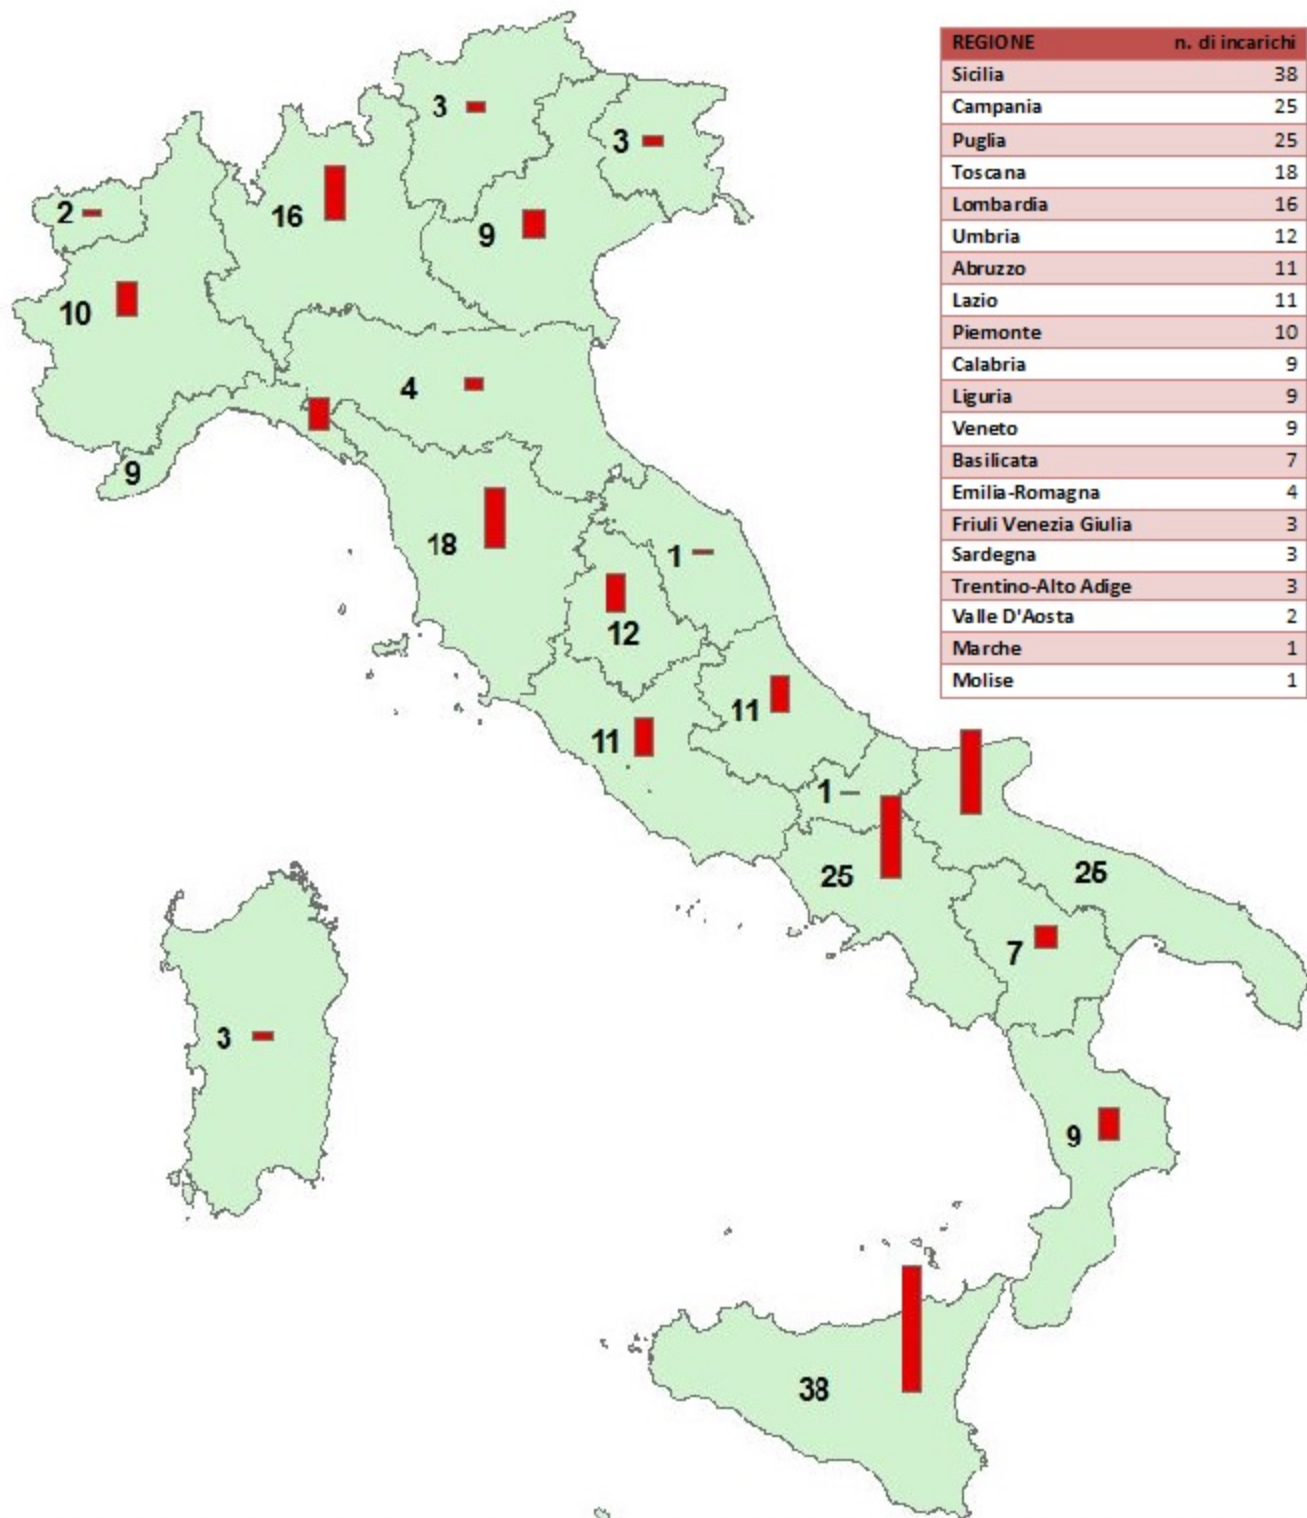 REGIONE n. di incarichi
Sicilia 38
Campania 25
Puglia 25
Toscana 18
Lombardia 16
Umbria 12
Abruzzo 11
Lazio 11
Piemonte 10
Calabria 9
Liguria 9
Veneto 9
Basilicata 7
Emilia-Romagna 4
Friuli Venezia Giulia 3
Sardegna 3
Trentino-Alto Adige 3
Valle D'Aosta 2
Marche 1
Molise 1
3
3
2
16
9
10
4
9
18
1
12
11
11
1
25
26
7
3
9
38